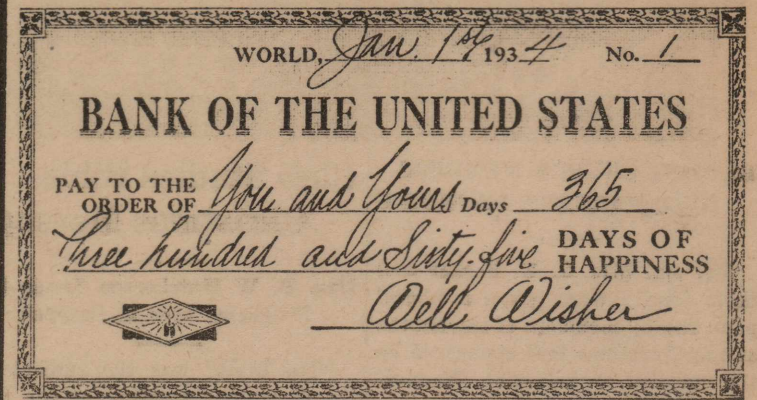 WORLD, Jan. 1st 1934 No. 1
BANK OF THE UNITED STATES
PAY TO THE ORDER OF You and Yours Days 365
Three hundred and Sixty-five DAYS OF HAPPINESS
Well Wisher